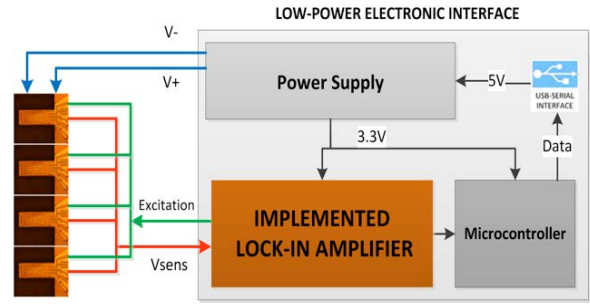 LOW-POWER ELECTRONIC INTERFACE
V-
V+
Power Supply
5V
USB-SERIAL
INTERFACE
3.3V
Data
Excitation
IMPLEMENTED
LOCK-IN AMPLIFIER
Microcontroller
Vsens